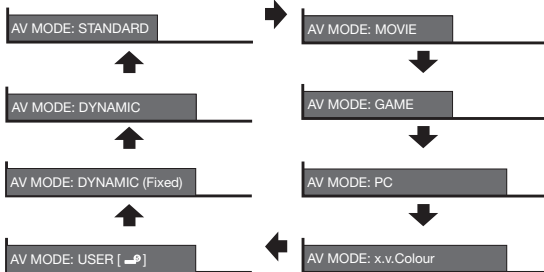 AV MODE: STANDARD
AV MODE: MOVIE
AV MODE: DYNAMIC
AV MODE: GAME
AV MODE: DYNAMIC (Fixed)
AV MODE: PC
AV MODE: USER [ ]
AV MODE: x.v.Colour